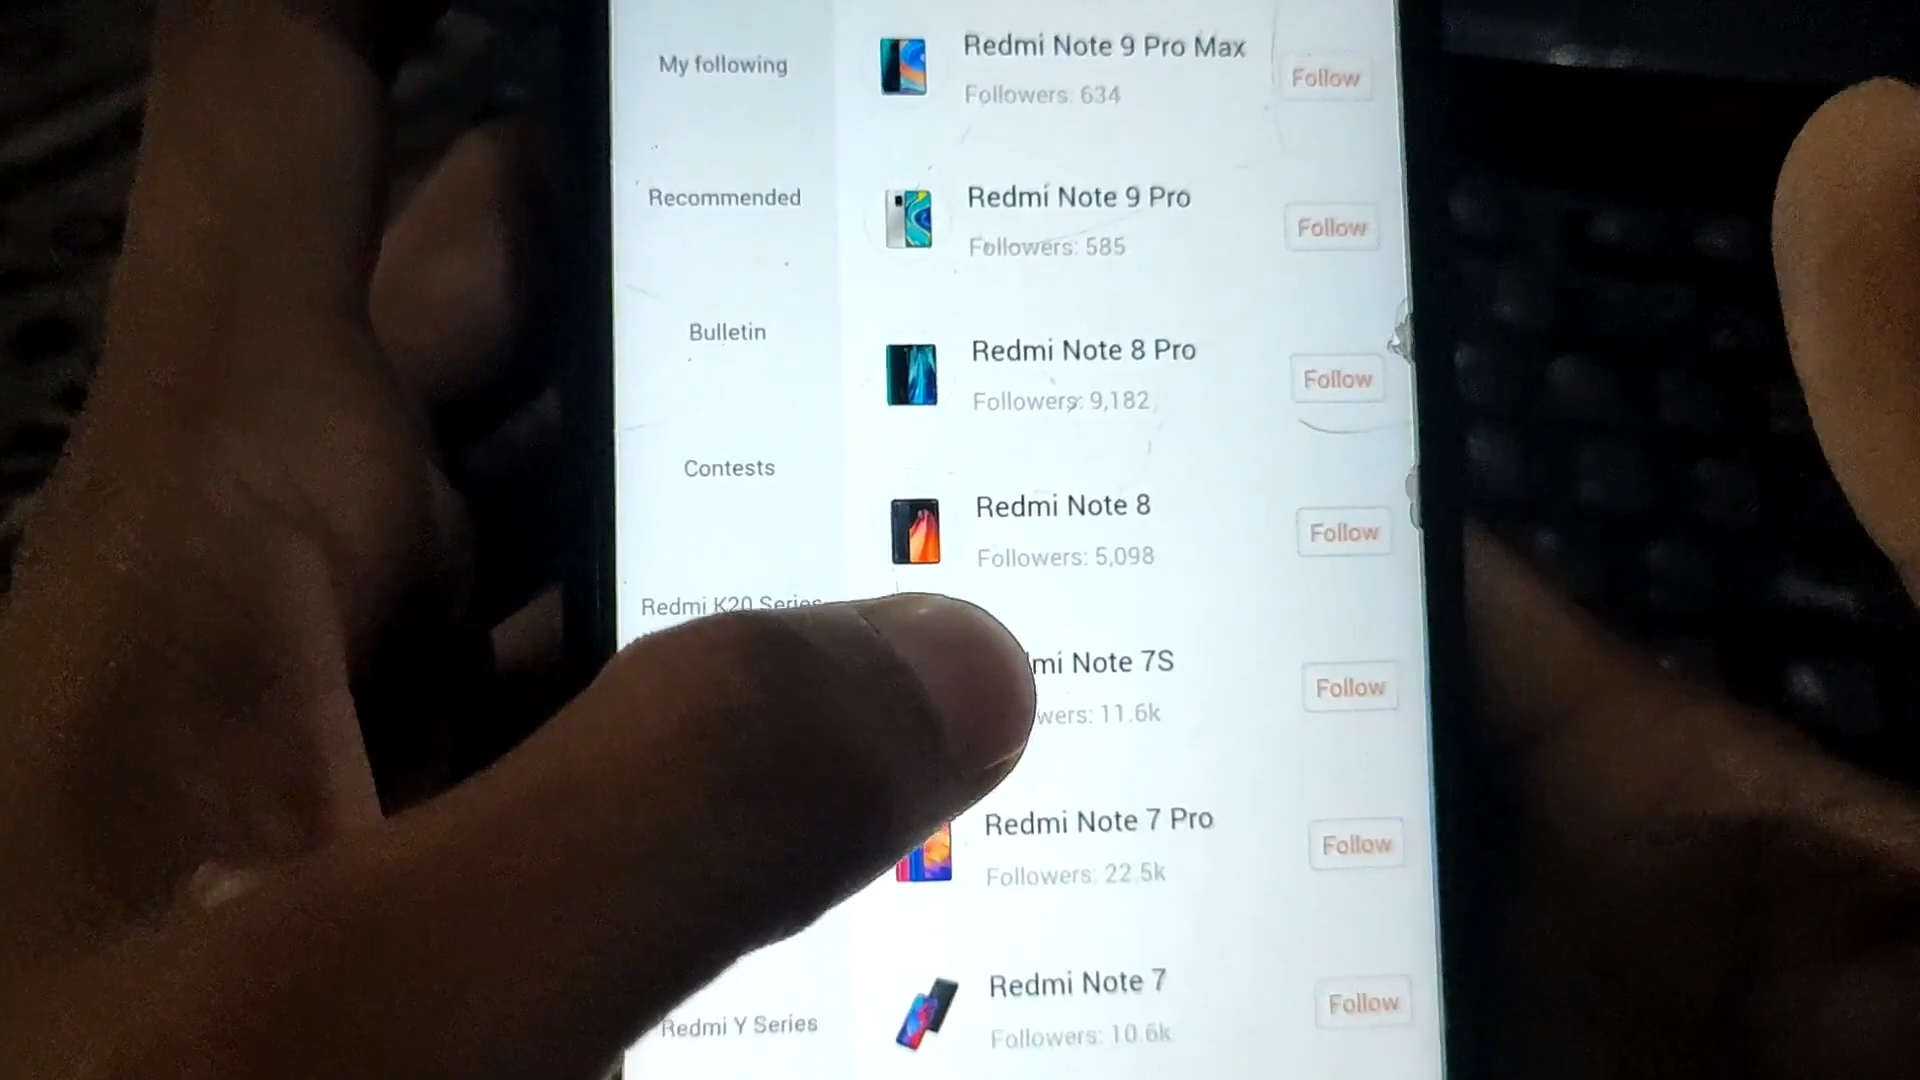 My following
Recommended
Bulletin
Contests
Redmi K20 Series
Redmi Y Series
Redmi Note 9 Pro Max
Followers: 634
Follow
Redmi Note 9 Pro
Followers: 585
Follow
Redmi Note 8 Pro
Followers: 9,182
Follow
Redmi Note 8
Followers: 5,098
Follow
mi Note 7S
wers: 11.6k
Follow
Redmi Note 7 Pro
Followers: 22.5k
Follow
Redmi Note 7
Followers: 10.6k
Follow